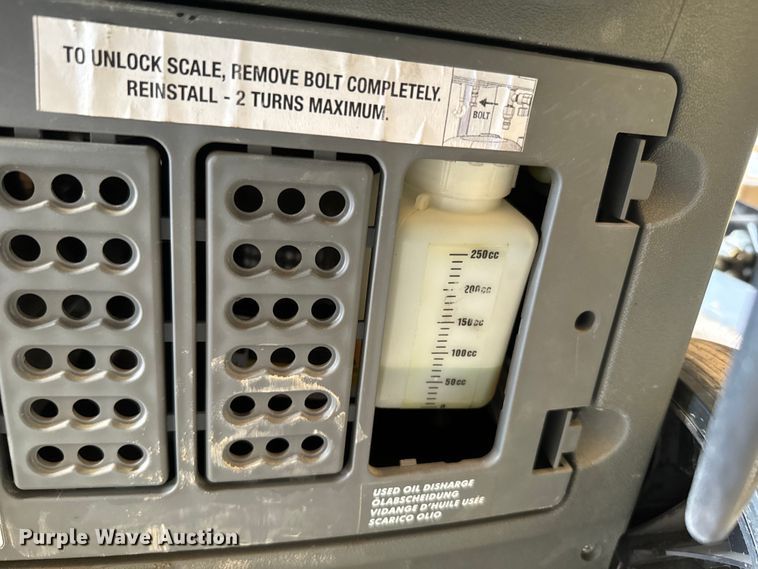 TO UNLOCK SCALE, REMOVE BOLT COMPLETELY.
REINSTALL - 2 TURNS MAXIMUM.
BOLT
250cc
200cc
150cc
100cc
50cc
USED OIL DISHARGE
ÖLABSCHEIDUNG
VIDANGE D'HUILE USÉE
SCARICO OLIO
Purple Wave Auction